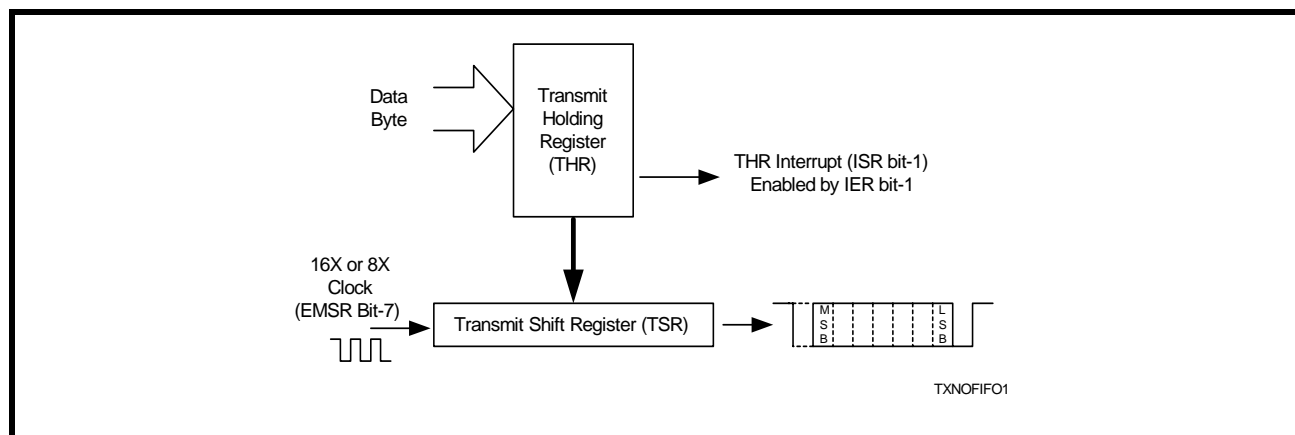 Data
Byte
Transmit
Holding
Register
(THR)
THR Interrupt (ISR bit-1)
Enabled by IER bit-1
16X or 8X
Clock
(EMSR Bit-7)
Transmit Shift Register (TSR)
M
S
B
L
S
B
TXNOFIFO1